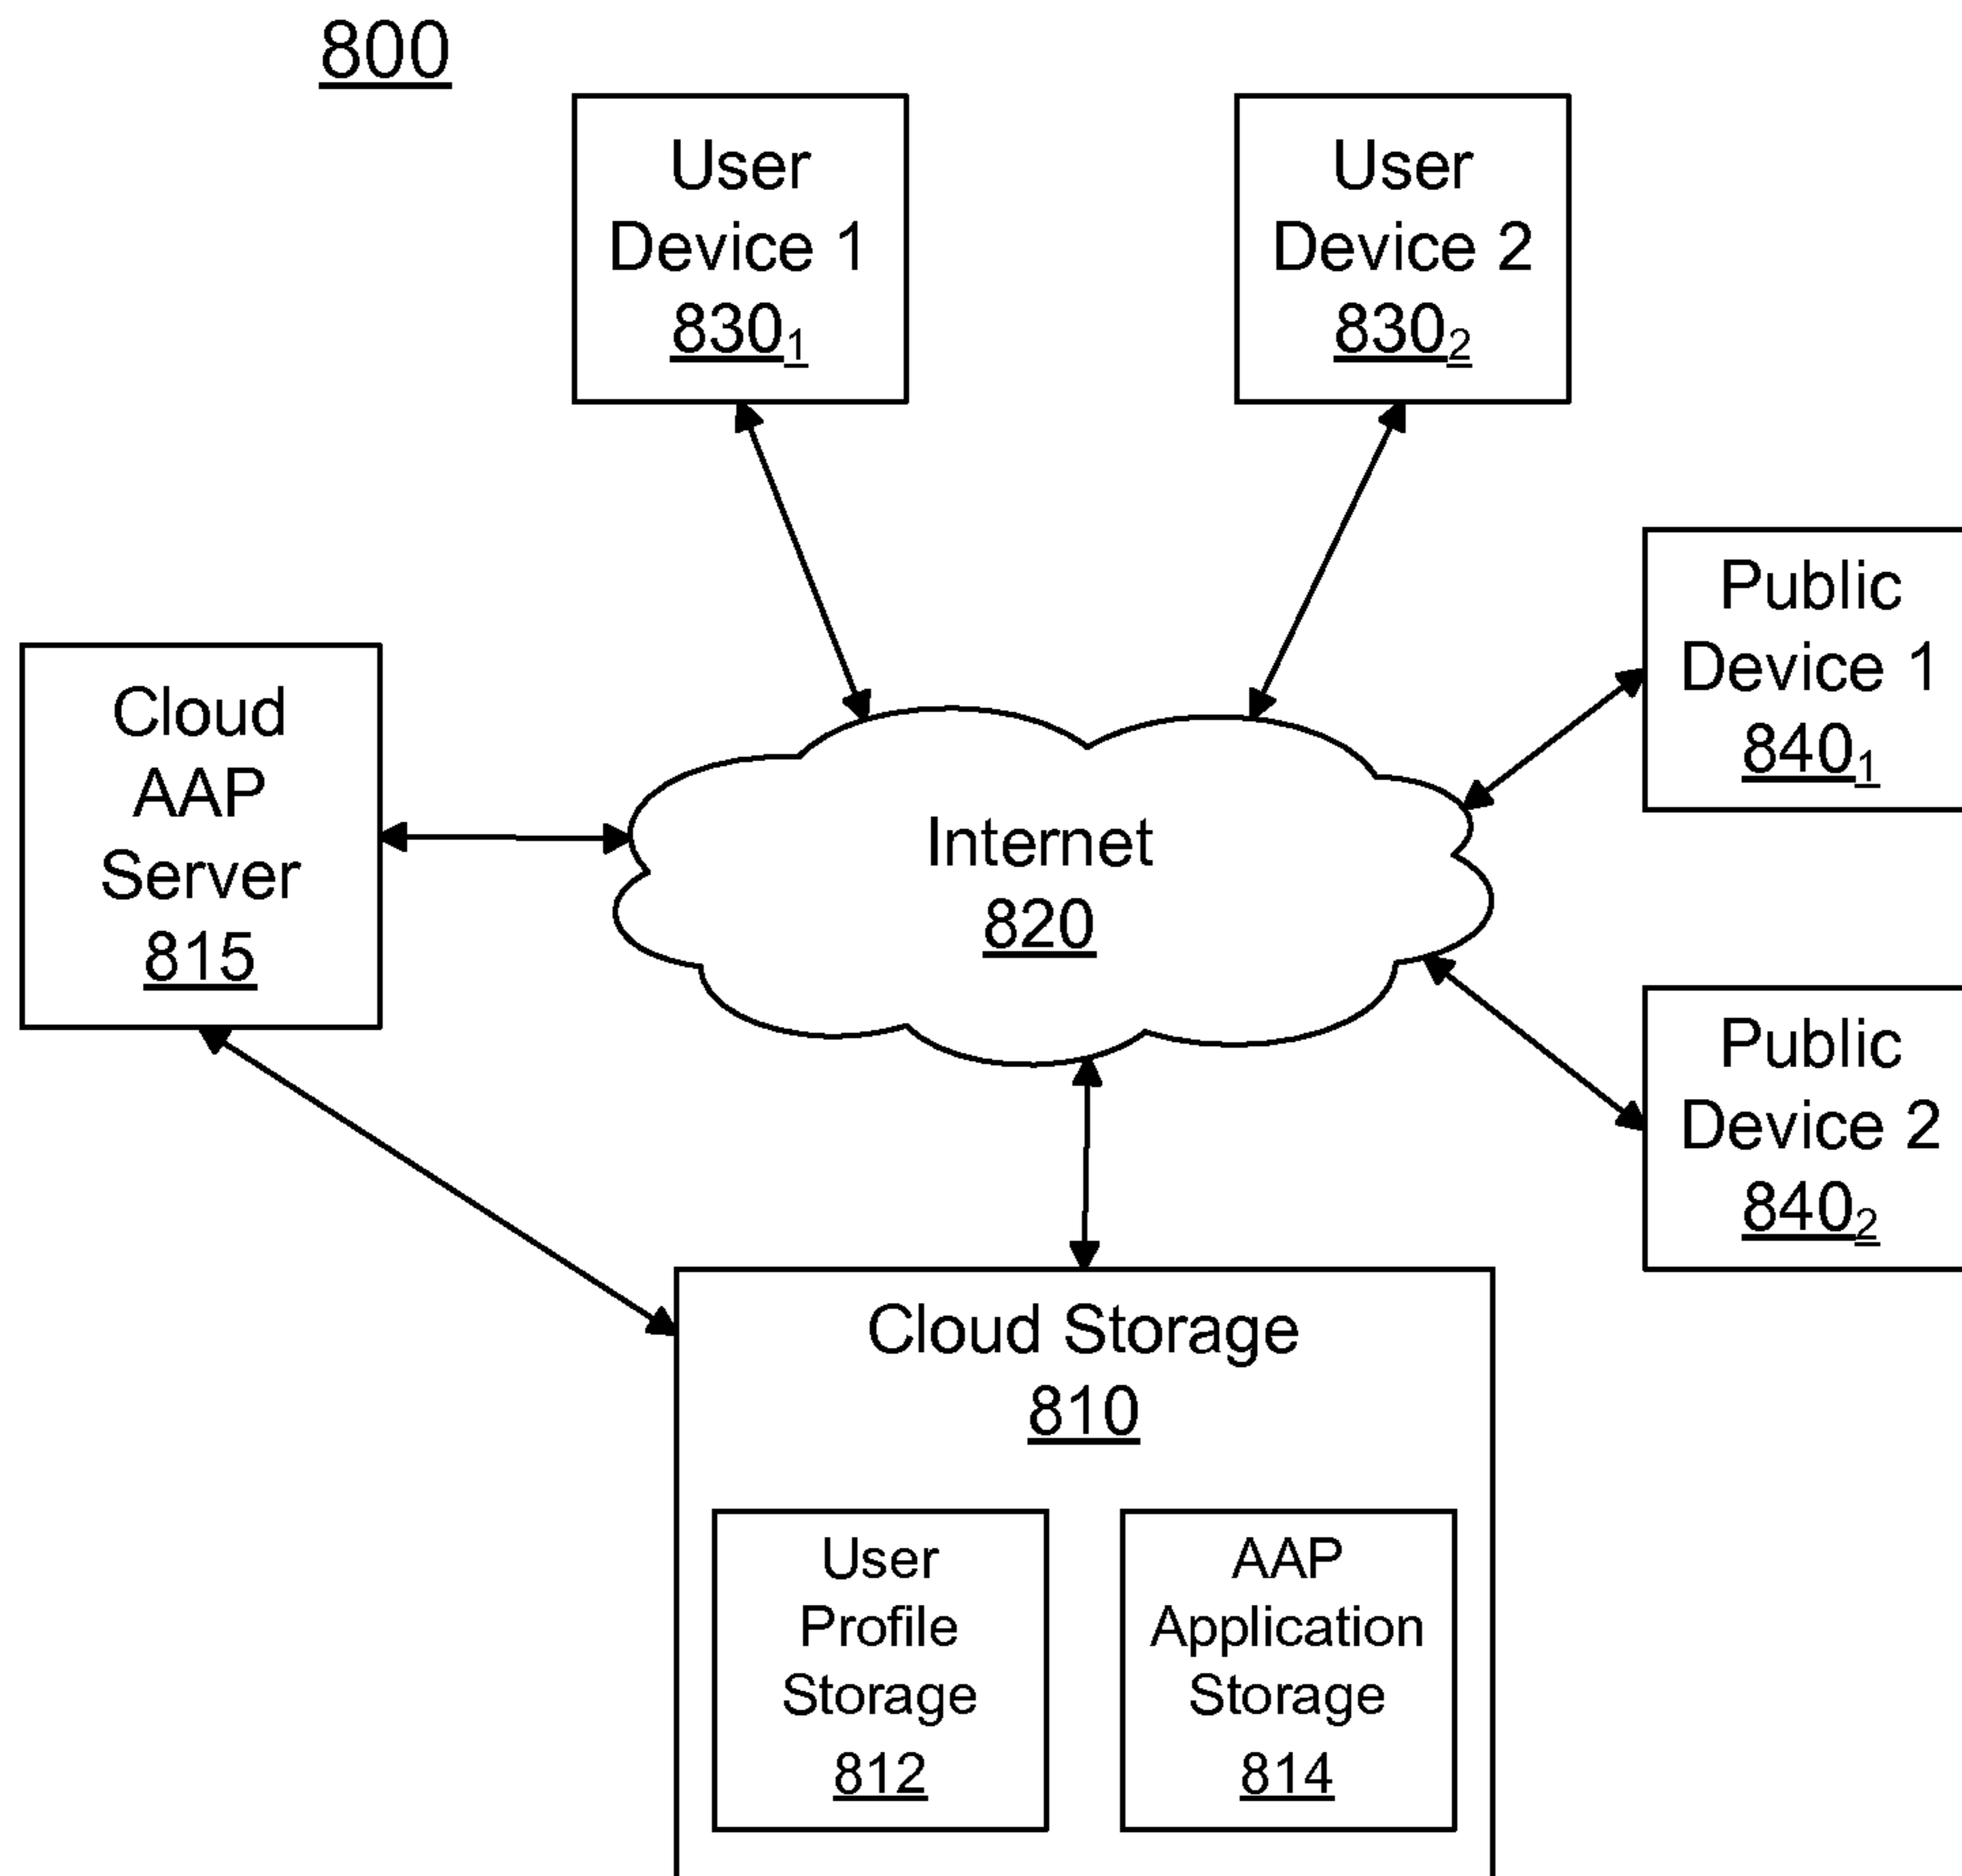 800
User
Device 1
830₁
User
Device 2
830₂
Public
Device 1
840₁
Cloud
AAP
Server
815
Internet
820
Public
Device 2
840₂
Cloud Storage
810
User
Profile
Storage
812
AAP
Application
Storage
814